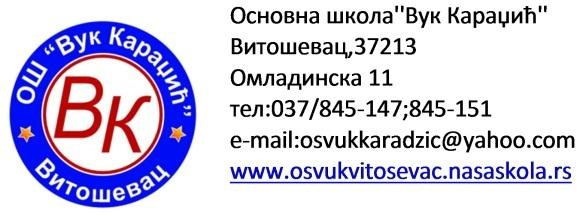 ОШ "Вук Караџић"
ВК
Витошевац
Основна школа"Вук Караџић"
Витошевац,37213
Омладинска 11
тел:037/845-147;845-151
e-mail:osvukkaradzic@yahoo.com
www.osvukvitosevac.nasaskola.rs